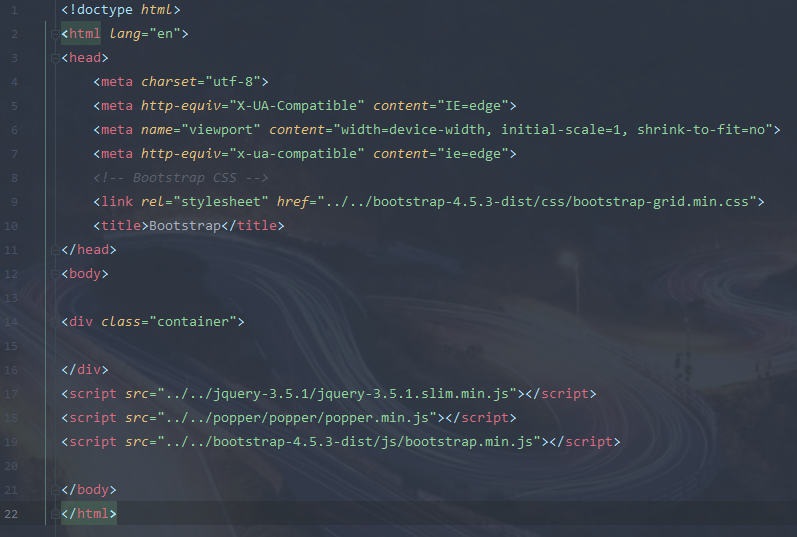 1 <!doctype html>
2 <html lang="en">
3 <head>
4     <meta charset="utf-8">
5     <meta http-equiv="X-UA-Compatible" content="IE=edge">
6     <meta name="viewport" content="width=device-width, initial-scale=1, shrink-to-fit=no">
7     <meta http-equiv="x-ua-compatible" content="ie=edge">
8     <!-- Bootstrap CSS -->
9     <link rel="stylesheet" href="../../bootstrap-4.5.3-dist/css/bootstrap-grid.min.css">
10     <title>Bootstrap</title>
11 </head>
12 <body>
13
14 <div class="container">
15
16 </div>
17 <script src="../../jquery-3.5.1/jquery-3.5.1.slim.min.js"></script>
18 <script src="../../popper/popper/popper.min.js"></script>
19 <script src="../../bootstrap-4.5.3-dist/js/bootstrap.min.js"></script>
20
21 </body>
22 </html>